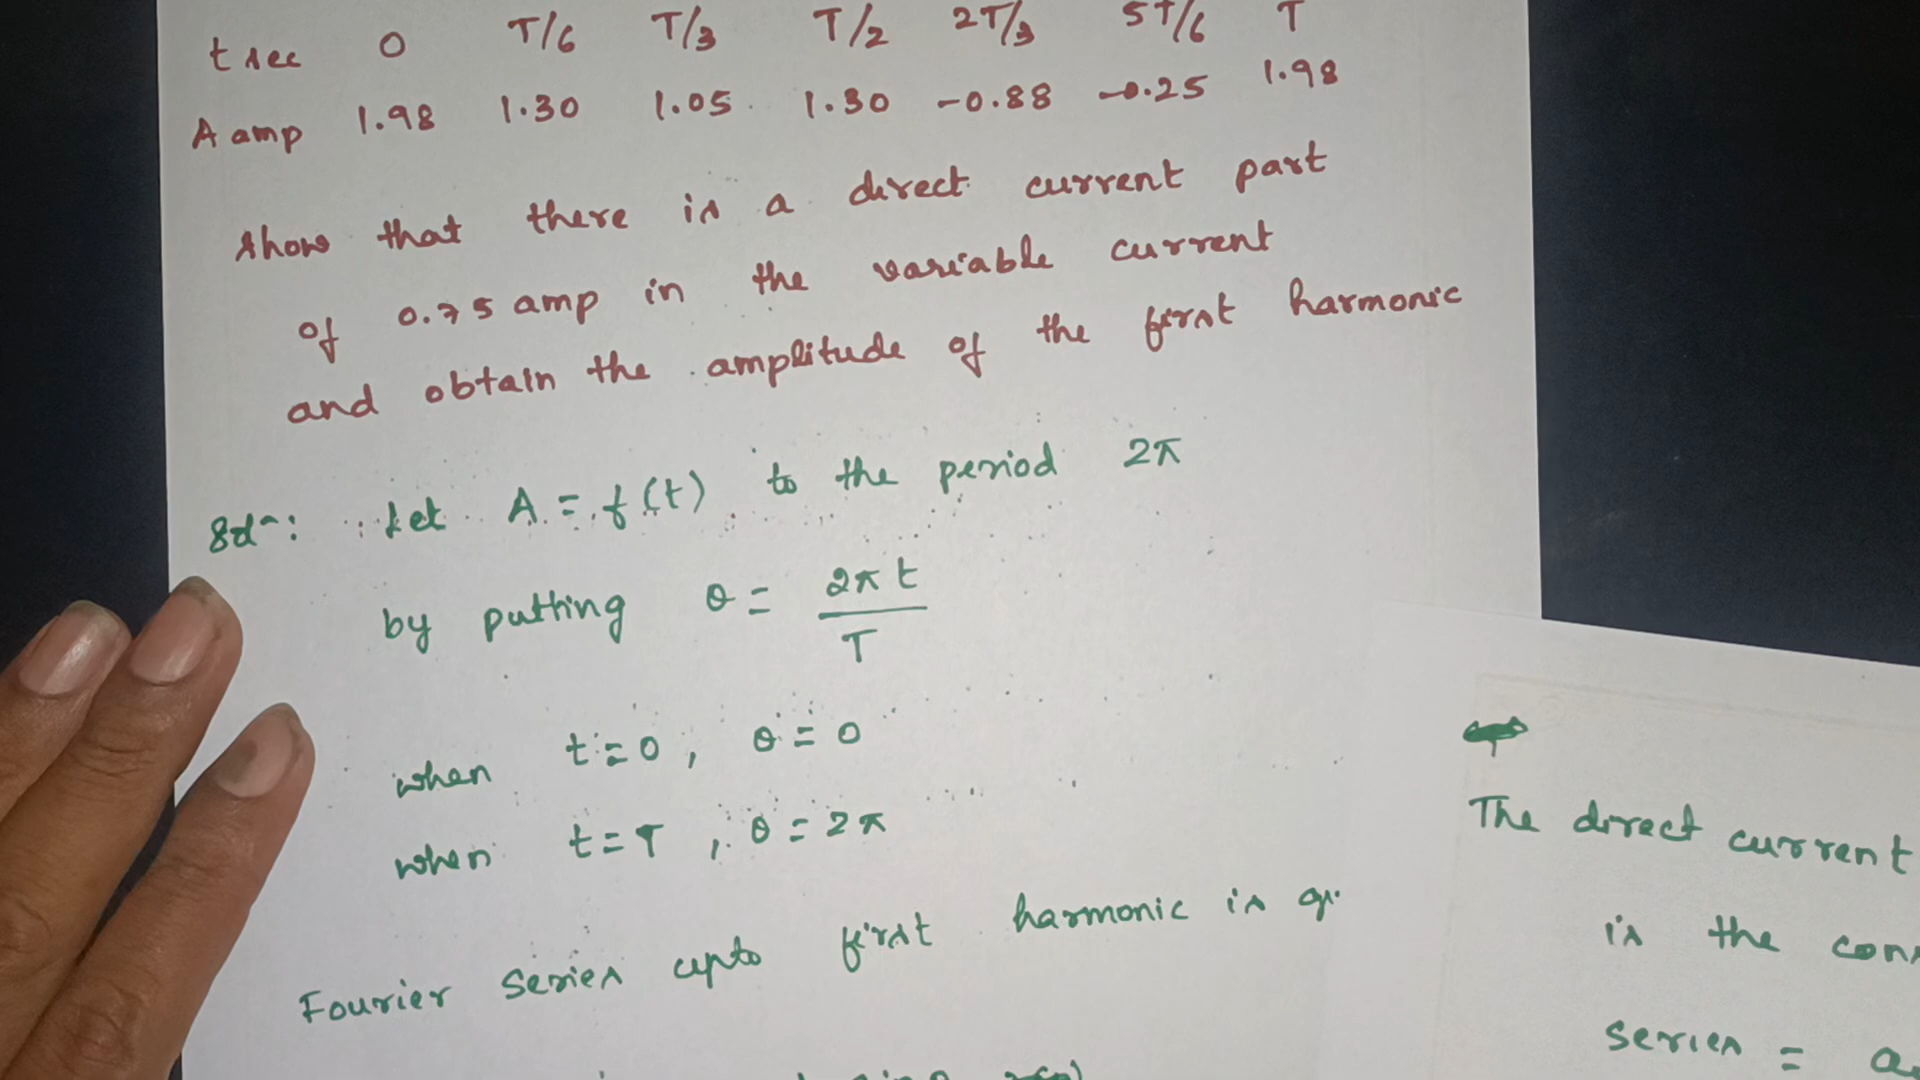 t sec 0 T/6 T/3 T/2 2T/3 5T/6 T
A amp 1.98 1.30 1.05 1.30 -0.88 -0.25 1.98
Show that there is a direct current part
of 0.75 amp in the variable current
and obtain the amplitude of the first harmonic
Soln: Let A = f(t) to the period 2π
by putting θ = 2πt/T
when t=0, θ=0
when t=T, θ=2π
Fourier series upto first harmonic is
The direct current
is the
series =